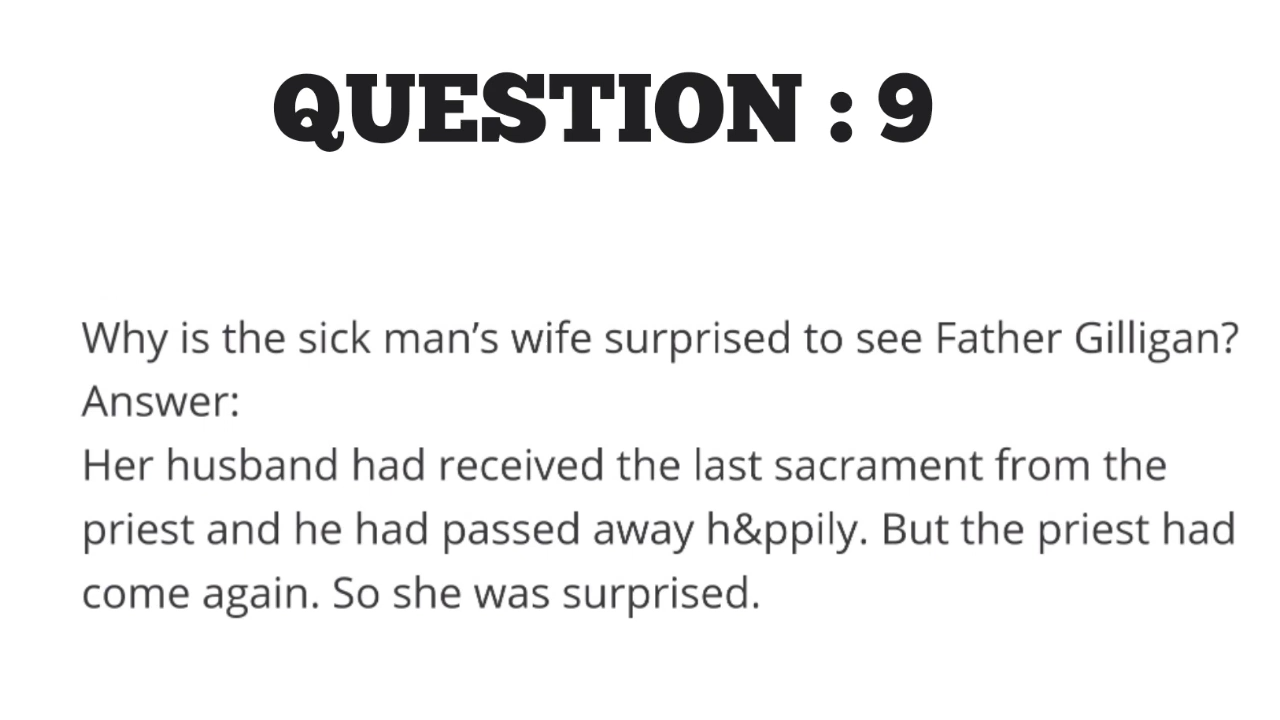 QUESTION : 9
Why is the sick man’s wife surprised to see Father Gilligan?
Answer:
Her husband had received the last sacrament from the
priest and he had passed away h&ppily. But the priest had
come again. So she was surprised.